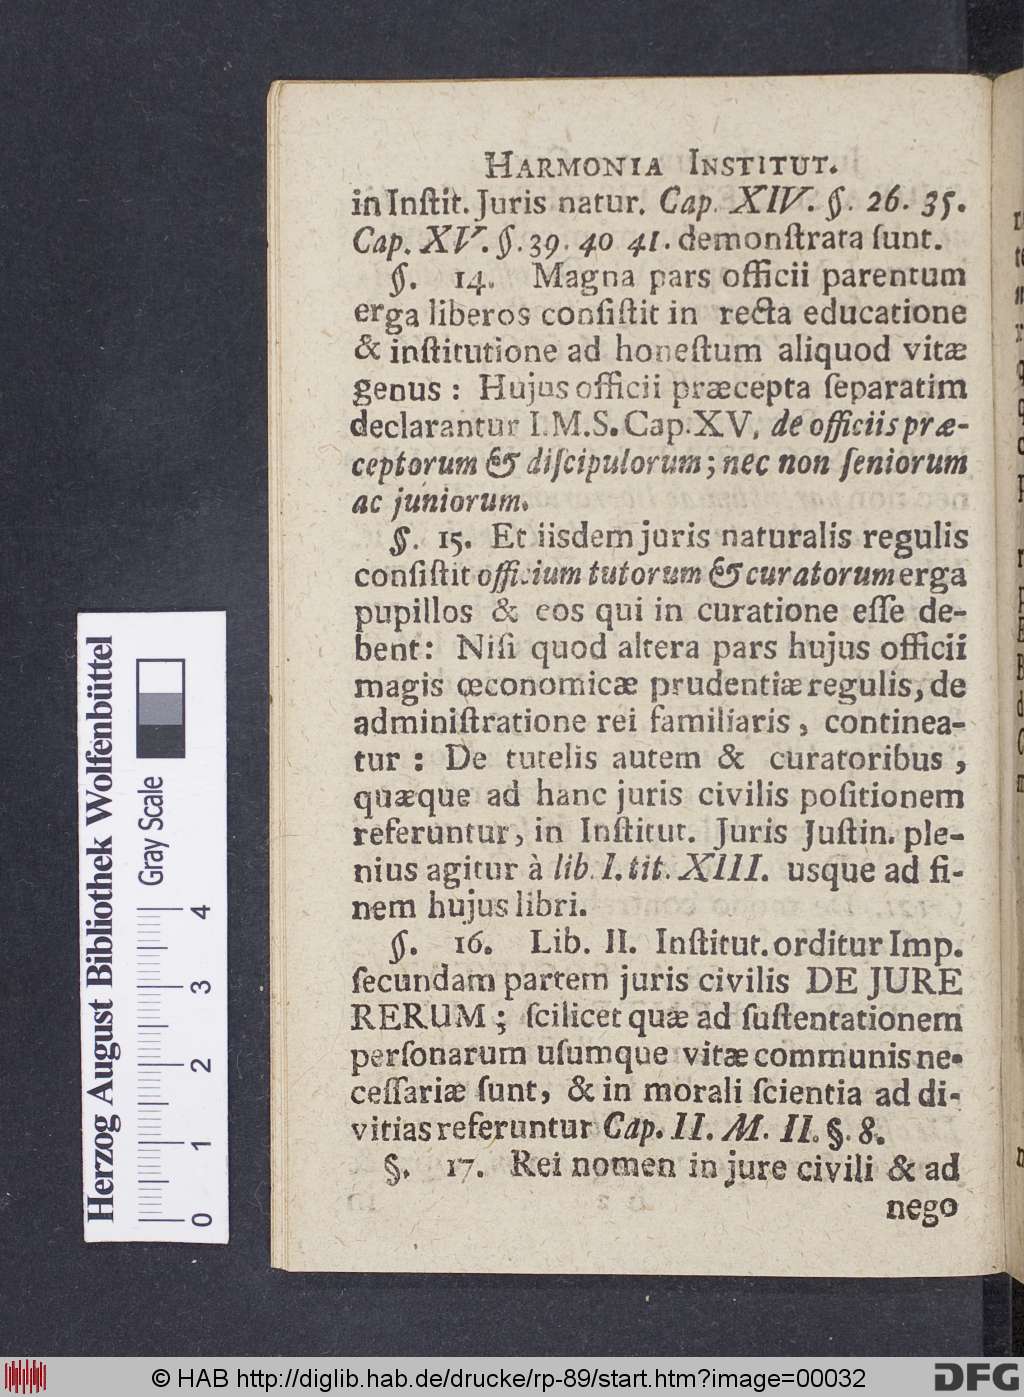 HARMONIA INSTITUT.
in Inſtit. Juris natur. Cap. XIV. §. 26. 35.
Cap. XV. §. 39. 40 41. demonſtrata ſunt.
§. 14. Magna pars officii parentum
erga liberos conſiſtit in recta educatione
& inſtitutione ad honeſtum aliquod vitæ
genus : Hujus officii præcepta ſeparatim
declarantur I.M.S. Cap. XV. de officiis præ-
ceptorum & diſcipulorum; nec non ſeniorum
ac juniorum.
§. 15. Et iisdem juris naturalis regulis
conſiſtit officium tutorum & curatorum erga
pupillos & eos qui in curatione eſſe de-
bent: Niſi quod altera pars hujus officii
magis œconomicæ prudentiæ regulis, de
adminiſtratione rei familiaris, continea-
tur : De tutelis autem & curatoribus,
quæque ad hanc juris civilis poſitionem
referuntur, in Inſtitut. Juris Juſtin. ple-
nius agitur à lib. I. tit. XIII. usque ad fi-
nem hujus libri.
§. 16. Lib. II. Inſtitut. orditur Imp.
ſecundam partem juris civilis DE JURE
RERUM; ſcilicet quæ ad ſuſtentationem
perſonarum uſumque vitæ communis ne-
ceſſariæ ſunt, & in morali ſcientia ad di-
vitias referuntur Cap. II. M. II. §. 8.
§. 17. Rei nomen in jure civili & ad
nego
Herzog August Bibliothek Wolfenbüttel
Gray Scale
0 1 2 3 4
© HAB http://diglib.hab.de/drucke/rp-89/start.htm?image=00032
DFG